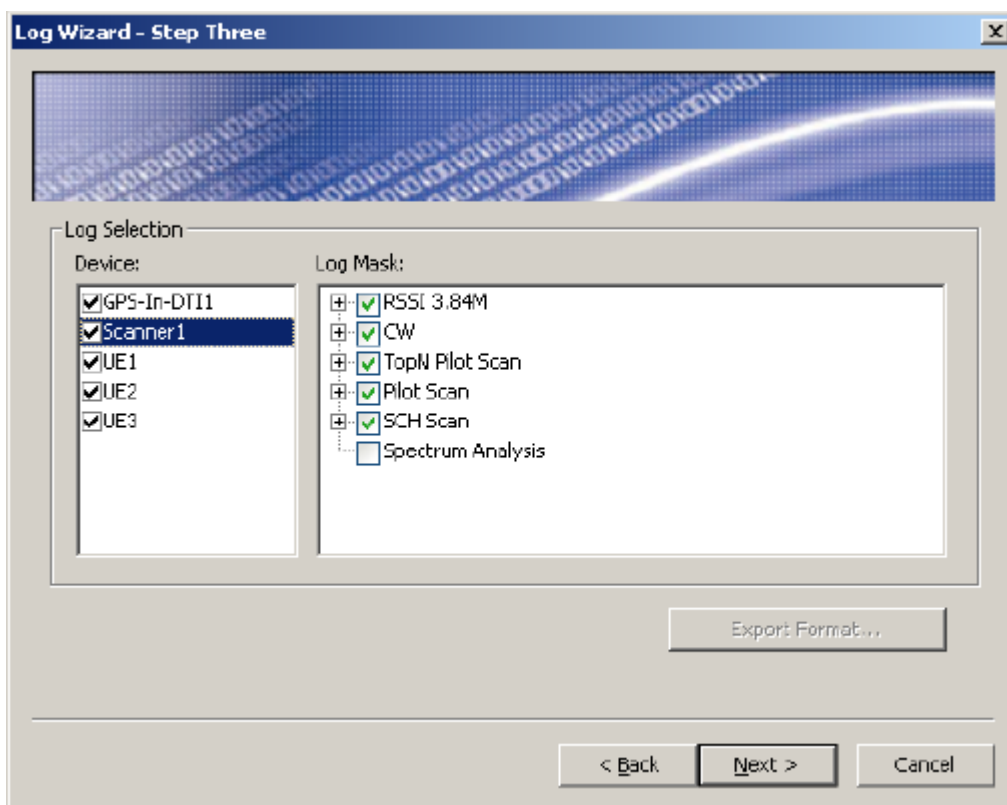 Log Wizard - Step Three
Log Selection
Device:
Log Mask:
GPS-In-DTI1
Scanner1
UE1
UE2
UE3
RSSI 3.84M
CW
TopN Pilot Scan
Pilot Scan
SCH Scan
Spectrum Analysis
Export Format...
< Back
Next >
Cancel